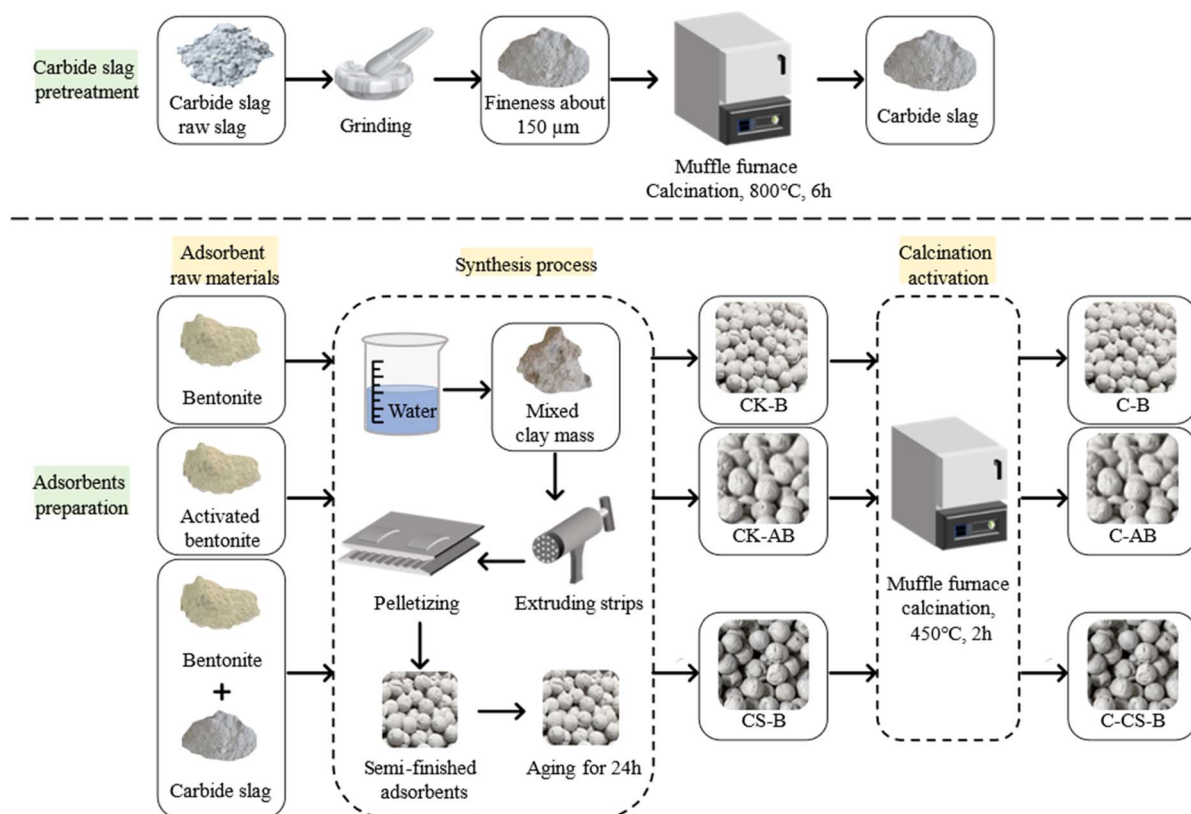 Carbide slag
pretreatment
Carbide slag
raw slag
Grinding
Fineness about
150 µm
Muffle furnace
Calcination, 800°C, 6h
Carbide slag
Adsorbent
raw materials
Synthesis process
Calcination
activation
Adsorbents
preparation
Bentonite
Activated
bentonite
Bentonite
+
Carbide slag
Water
Mixed
clay mass
Pelletizing
Extruding strips
Semi-finished
adsorbents
Aging for 24h
CK-B
CK-AB
CS-B
Muffle furnace
calcination,
450°C, 2h
C-B
C-AB
C-CS-B